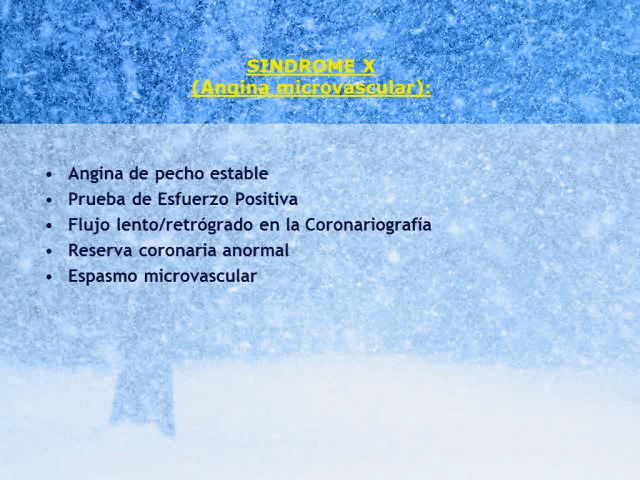 SINDROME X
(Angina microvascular):
• Angina de pecho estable
• Prueba de Esfuerzo Positiva
• Flujo lento/retrógrado en la Coronariografía
• Reserva coronaria anormal
• Espasmo microvascular